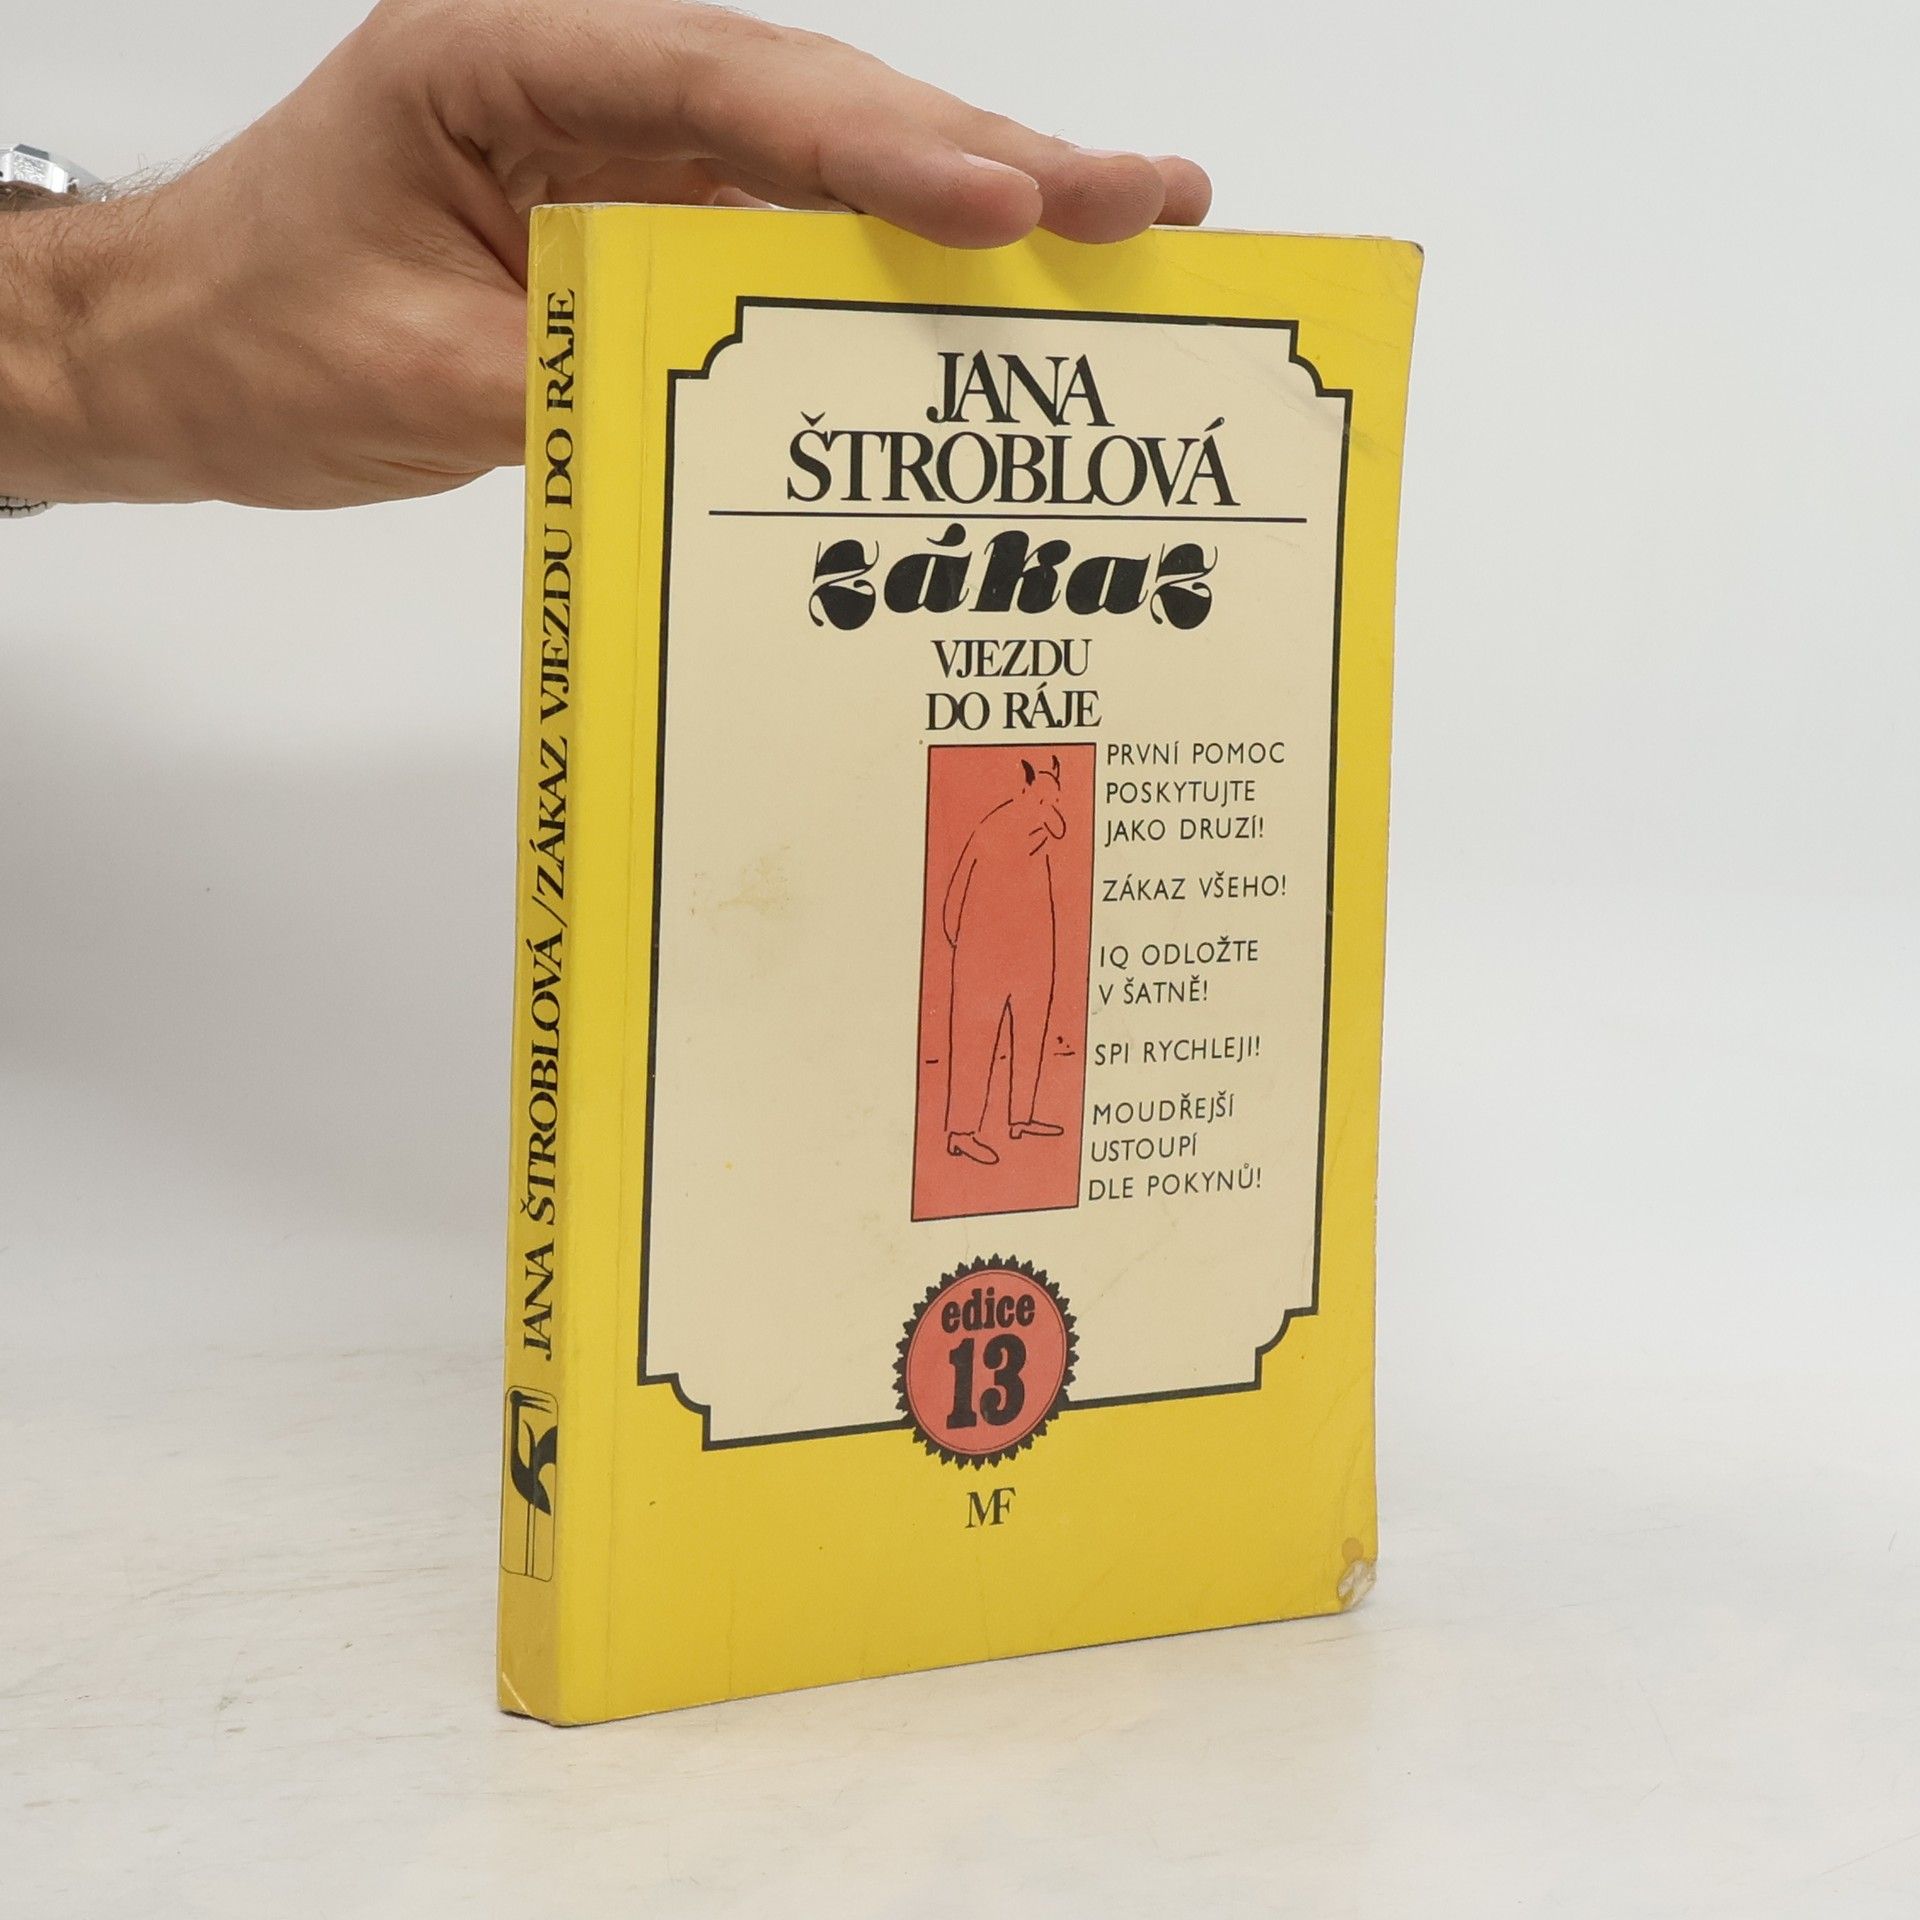 JANA ŠTROBLOVÁ/ZÁKAZ VJEZDU DO RÁJE
JANA
ŠTROBLOVÁ
zákaz
VJEZDU
DO RÁJE
PRVNÍ POMOC
POSKYTUJTE
JAKO DRUZÍ!
ZÁKAZ VŠEHO!
IQ ODLOŽTE
V ŠATNĚ!
SPI RYCHLEJI!
MOUDŘEJŠÍ
USTOUPÍ
DLE POKYNŮ!
edice
13
MF